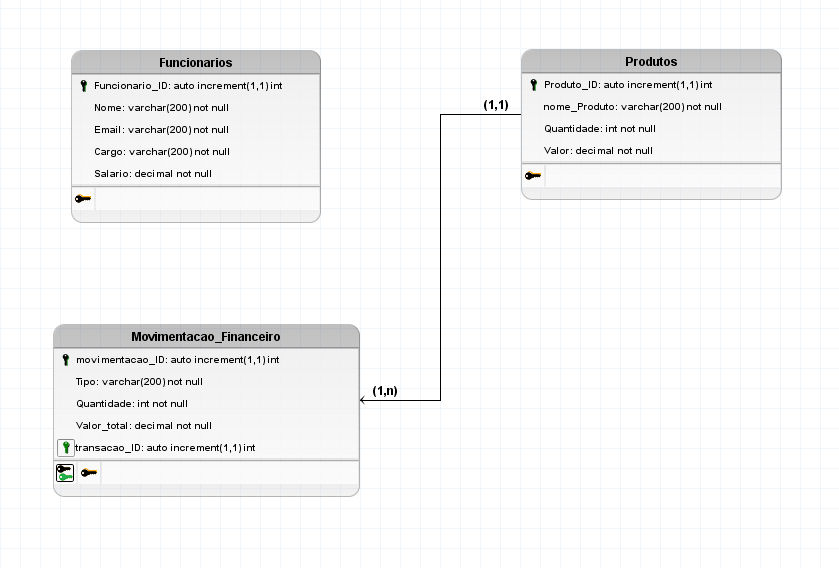 Funcionarios
Funcionario_ID: auto increment(1,1) int
Nome: varchar(200) not null
Email: varchar(200) not null
Cargo: varchar(200) not null
Salario: decimal not null
Produtos
Produto_ID: auto increment(1,1) int
nome_Produto: varchar(200) not null
Quantidade: int not null
Valor: decimal not null
(1,1)
Movimentacao_Financeiro
movimentacao_ID: auto increment(1,1) int
Tipo: varchar(200) not null
Quantidade: int not null
Valor_total: decimal not null
transacao_ID: auto increment(1,1) int
(1,n)